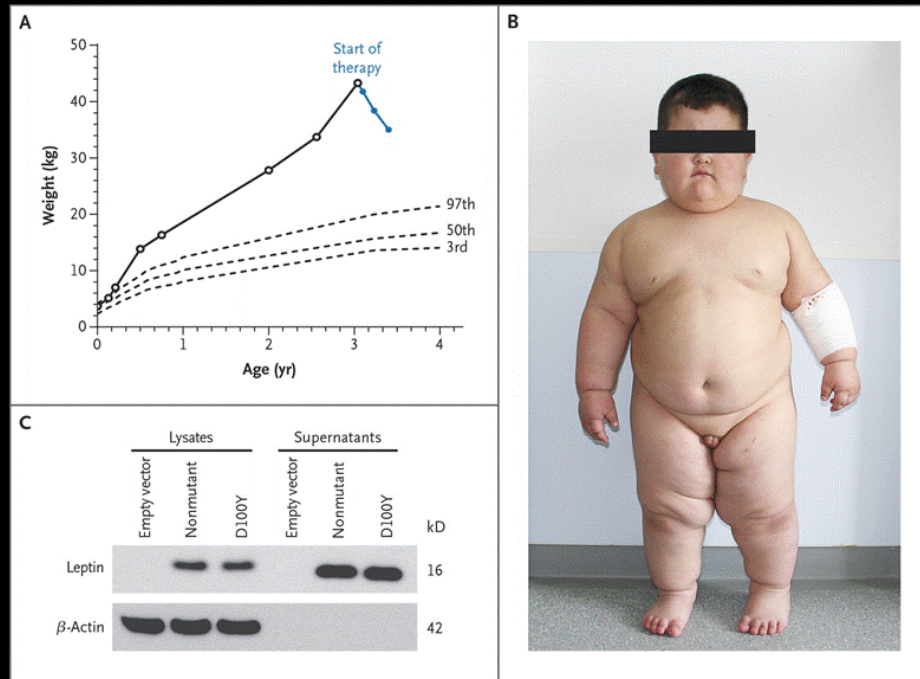 A
50
40
30
20
10
0
Weight (kg)
Start of
therapy
97th
50th
3rd
0 1 2 3 4
Age (yr)
B
C
Lysates
Supernatants
Empty vector
Nonmutant
D100Y
Empty vector
Nonmutant
D100Y
kD
Leptin 16
β-Actin 42